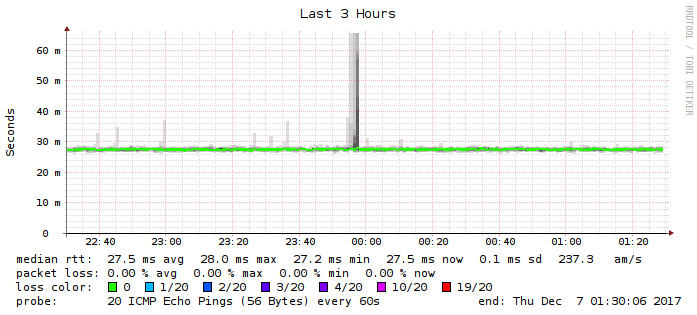 Last 3 Hours
RRDTOOL / TOBI OETIKER
Seconds
60 m
50 m
40 m
30 m
20 m
10 m
0
22:40 23:00 23:20 23:40 00:00 00:20 00:40 01:00 01:20
median rtt: 27.5 ms avg 28.0 ms max 27.2 ms min 27.5 ms now 0.1 ms sd 237.3 am/s
packet loss: 0.00 % avg 0.00 % max 0.00 % min 0.00 % now
loss color: 0 1/20 2/20 3/20 4/20 10/20 19/20
probe: 20 ICMP Echo Pings (56 Bytes) every 60s end: Thu Dec 7 01:30:06 2017